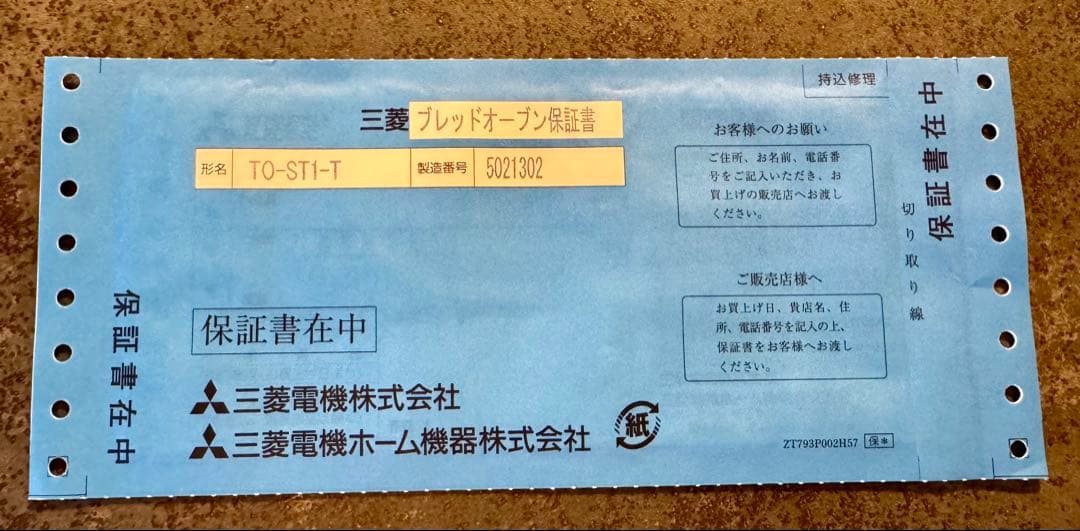 持込修理
三菱ブレッドオーブン保証書
形名 TO-ST1-T 製造番号 5021302
お客様へのお願い
ご住所、お名前、電話番
号をご記入いただき、お
買上げの販売店へお渡し
ください。
ご販売店様へ
お買上げ日、貴店名、住
所、電話番号を記入の上、
保証書をお客様へお渡し
ください。
保証書在中
三菱電機株式会社
三菱電機ホーム機器株式会社
紙
ZT793P002H57 保*
保証書在中
切り取り線
保証書在中